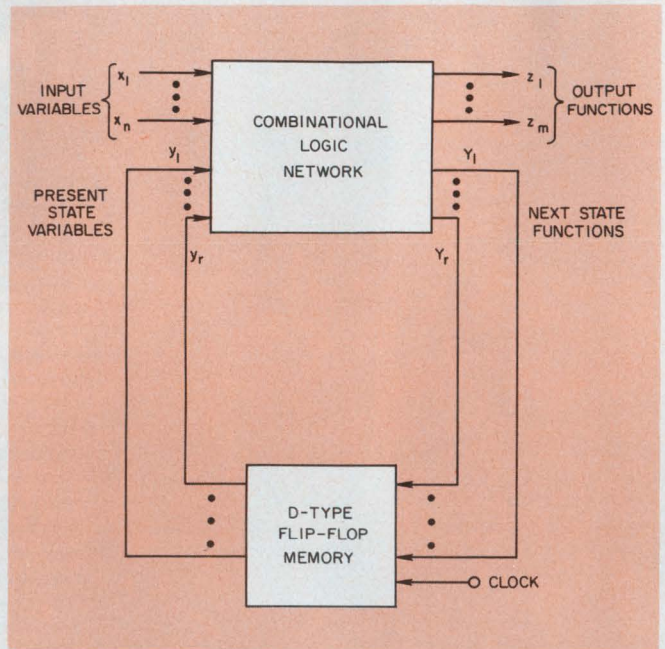 INPUT
VARIABLES
x₁
xₙ
COMBINATIONAL
LOGIC
NETWORK
z₁
zₘ
OUTPUT
FUNCTIONS
PRESENT
STATE
VARIABLES
y₁
yᵣ
Y₁
Yᵣ
NEXT STATE
FUNCTIONS
D-TYPE
FLIP-FLOP
MEMORY
CLOCK